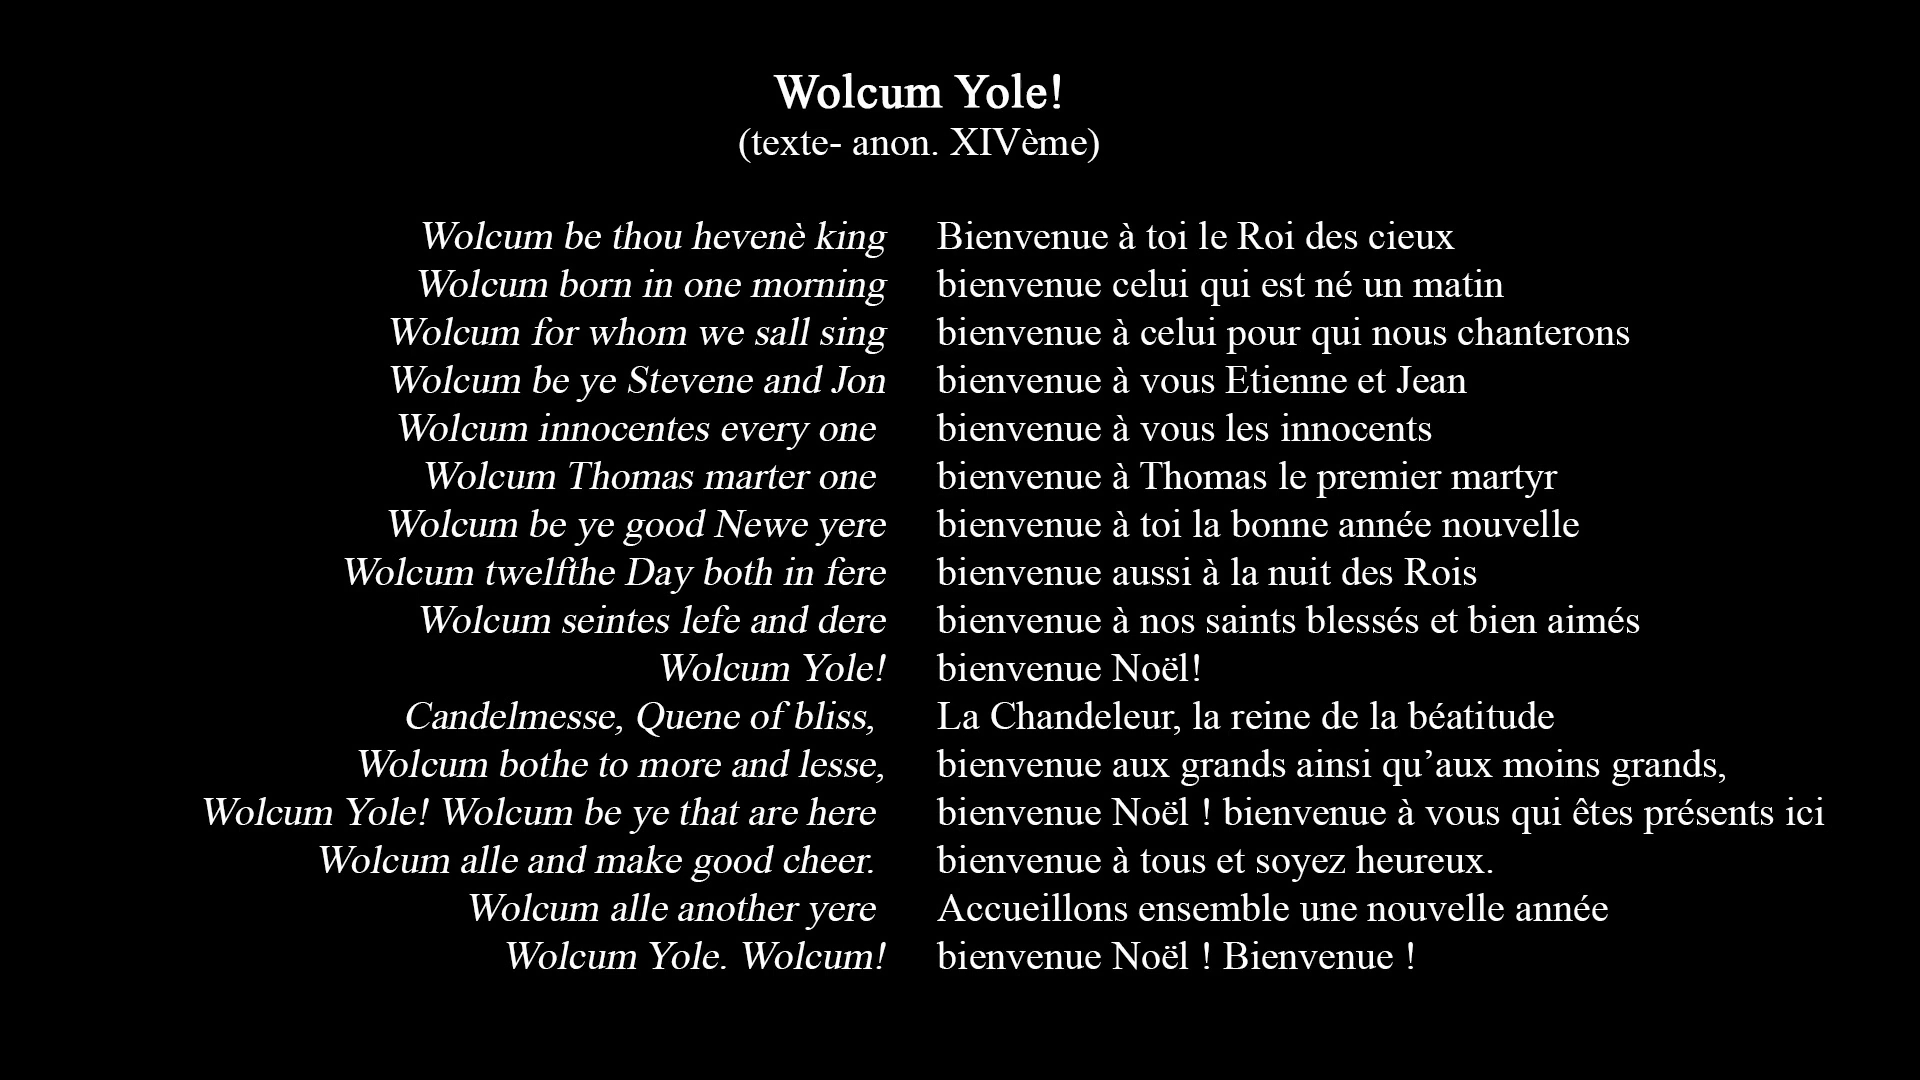 Wolcum Yole!
(texte- anon. XIVème)
Wolcum be thou hevenè king Bienvenue à toi le Roi des cieux
Wolcum born in one morning bienvenue celui qui est né un matin
Wolcum for whom we sall sing bienvenue à celui pour qui nous chanterons
Wolcum be ye Stevene and Jon bienvenue à vous Etienne et Jean
Wolcum innocentes every one bienvenue à vous les innocents
Wolcum Thomas marter one bienvenue à Thomas le premier martyr
Wolcum be ye good Newe yere bienvenue à toi la bonne année nouvelle
Wolcum twelfthe Day both in fere bienvenue aussi à la nuit des Rois
Wolcum seintes lefe and dere bienvenue à nos saints blessés et bien aimés
Wolcum Yole! bienvenue Noël!
Candelmesse, Quene of bliss, La Chandeleur, la reine de la béatitude
Wolcum bothe to more and lesse, bienvenue aux grands ainsi qu’aux moins grands,
Wolcum Yole! Wolcum be ye that are here bienvenue Noël ! bienvenue à vous qui êtes présents ici
Wolcum alle and make good cheer. bienvenue à tous et soyez heureux.
Wolcum alle another yere Accueillons ensemble une nouvelle année
Wolcum Yole. Wolcum! bienvenue Noël ! Bienvenue !